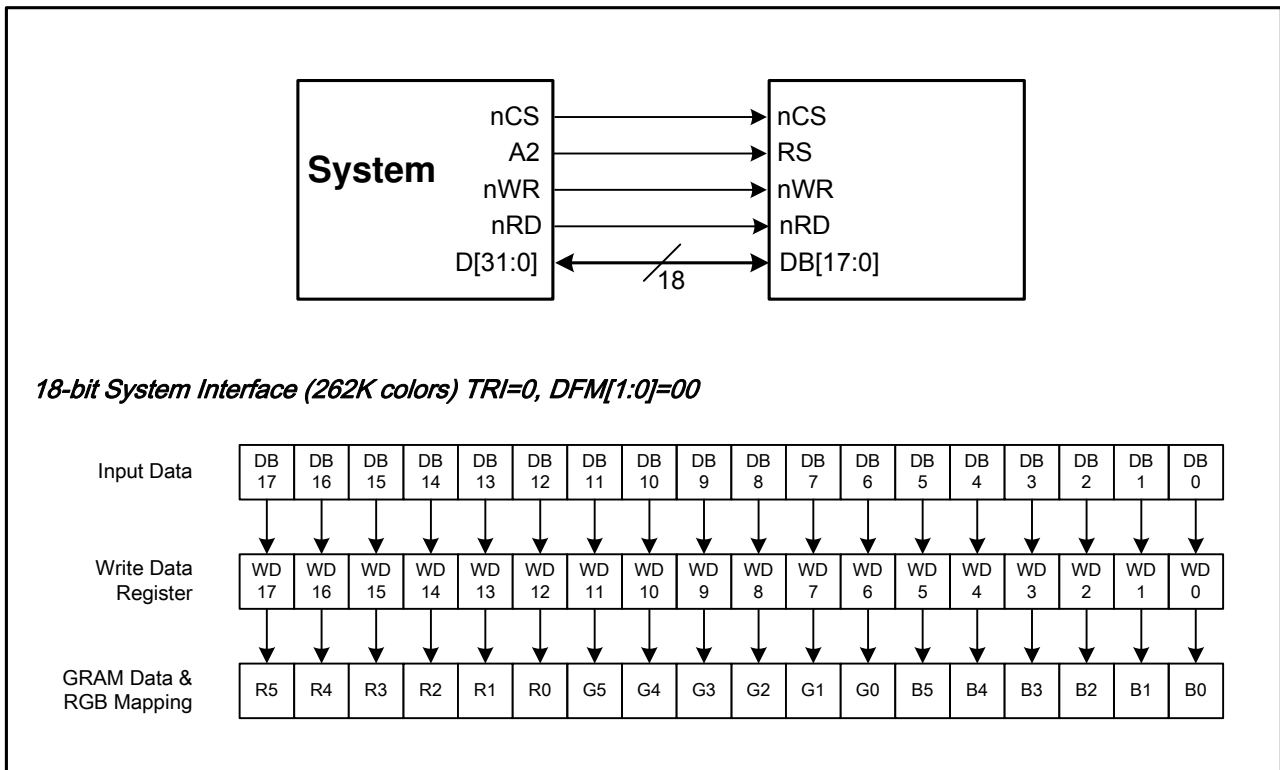 nCS nCS
System A2 RS
nWR nWR
nRD nRD
D[31:0] 18 DB[17:0]
18-bit System Interface (262K colors) TRI=0, DFM[1:0]=00
Input Data DB 17 DB 16 DB 15 DB 14 DB 13 DB 12 DB 11 DB 10 DB 9 DB 8 DB 7 DB 6 DB 5 DB 4 DB 3 DB 2 DB 1 DB 0
Write Data Register WD 17 WD 16 WD 15 WD 14 WD 13 WD 12 WD 11 WD 10 WD 9 WD 8 WD 7 WD 6 WD 5 WD 4 WD 3 WD 2 WD 1 WD 0
GRAM Data & RGB Mapping R5 R4 R3 R2 R1 R0 G5 G4 G3 G2 G1 G0 B5 B4 B3 B2 B1 B0